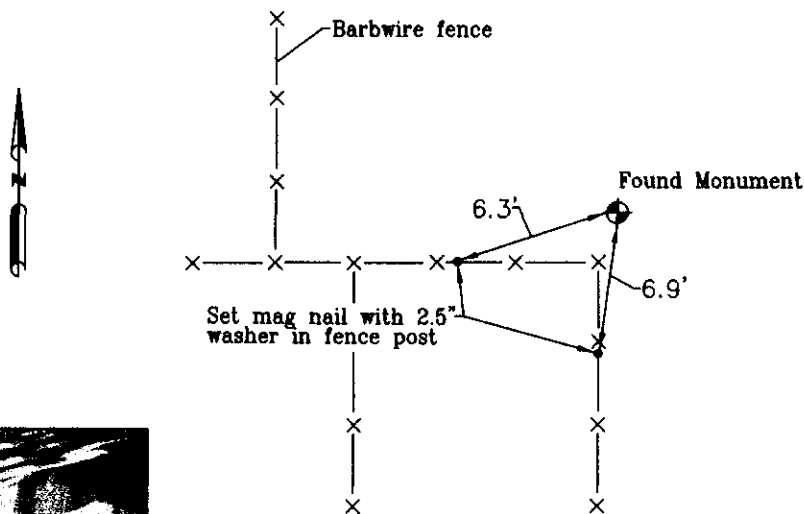 Barbwire fence
N
Found Monument
6.3'
6.9'
Set mag nail with 2.5"
washer in fence post